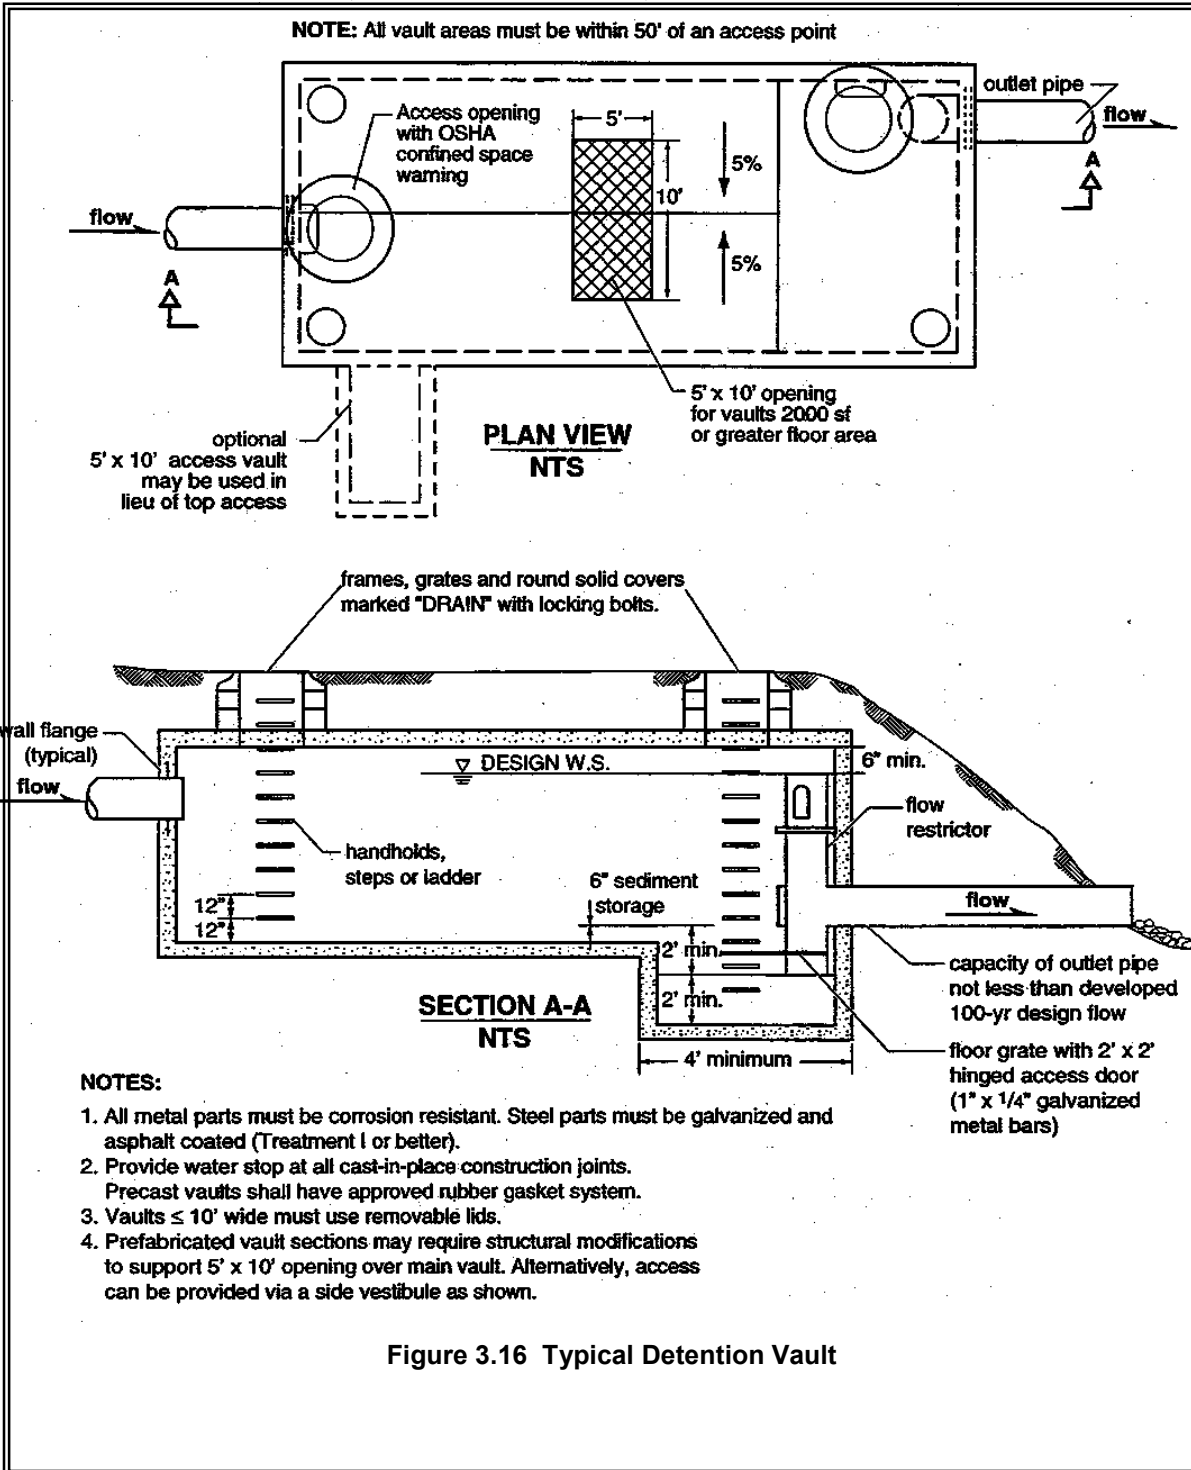 NOTE: All vault areas must be within 50' of an access point
outlet pipe
flow
A
Access opening
with OSHA
confined space
warning
5'
10'
5%
5%
flow
A
5' x 10' opening
for vaults 2000 sf
or greater floor area
optional
5' x 10' access vault
may be used in
lieu of top access
PLAN VIEW
NTS
frames, grates and round solid covers
marked "DRAIN" with locking bolts.
wall flange
(typical)
flow
DESIGN W.S.
6" min.
flow
restrictor
handholds,
steps or ladder
6" sediment
storage
12"
12"
flow
2' min.
2' min.
capacity of outlet pipe
not less than developed
100-yr design flow
SECTION A-A
NTS
4' minimum
floor grate with 2' x 2'
hinged access door
(1" x 1/4" galvanized
metal bars)
NOTES:
1. All metal parts must be corrosion resistant. Steel parts must be galvanized and
asphalt coated (Treatment I or better).
2. Provide water stop at all cast-in-place construction joints.
Precast vaults shall have approved rubber gasket system.
3. Vaults ≤ 10' wide must use removable lids.
4. Prefabricated vault sections may require structural modifications
to support 5' x 10' opening over main vault. Alternatively, access
can be provided via a side vestibule as shown.
Figure 3.16 Typical Detention Vault